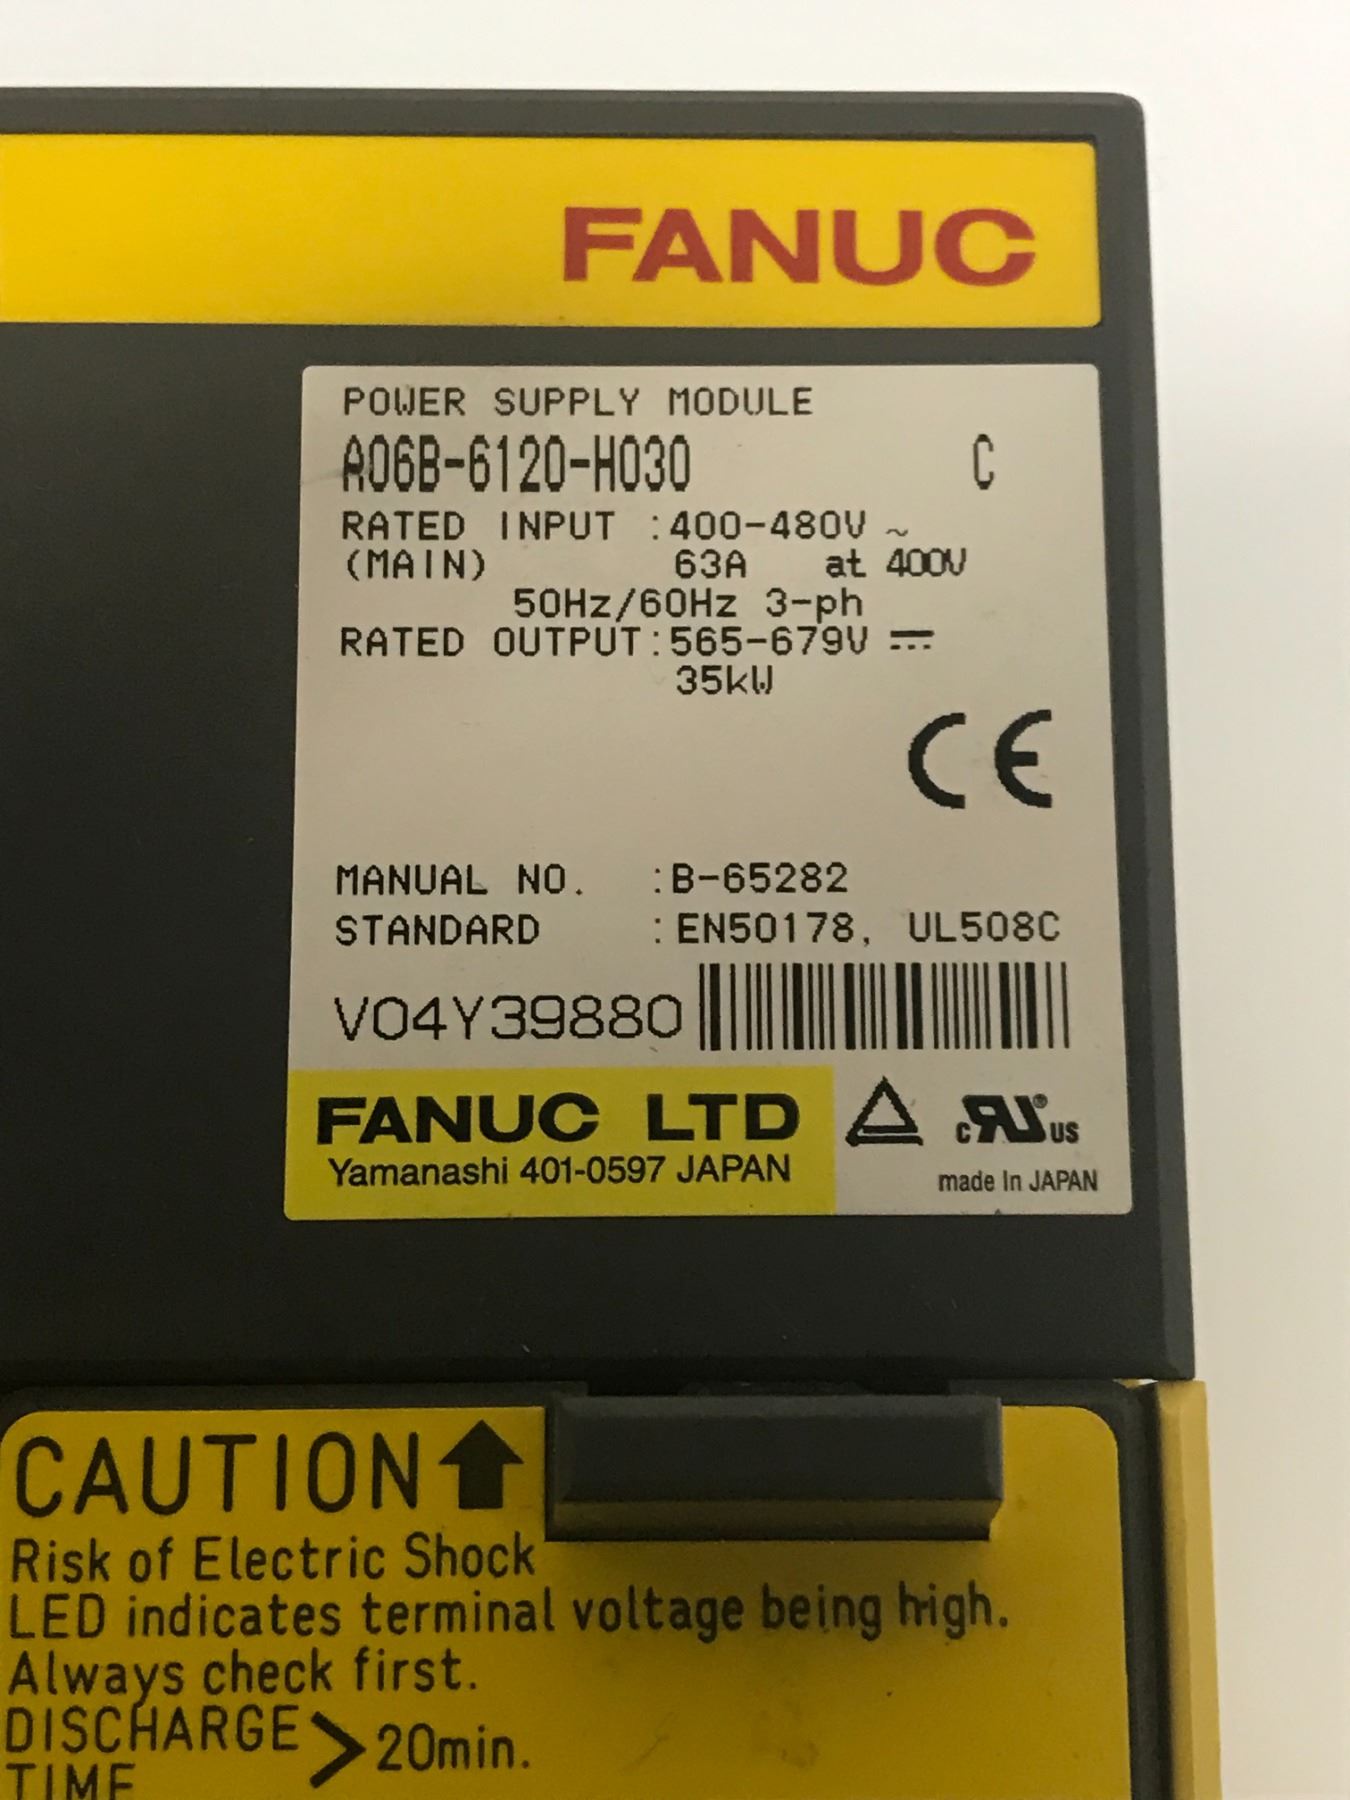 FANUC
POWER SUPPLY MODULE
A06B-6120-H030 C
RATED INPUT :400-480V ~
(MAIN) 63A at 400V
50Hz/60Hz 3-ph
RATED OUTPUT:565-679V ⎓
35kW
CE
MANUAL NO. :B-65282
STANDARD :EN50178, UL508C
V04Y39880
FANUC LTD
Yamanashi 401-0597 JAPAN
c RU ® US
made In JAPAN
CAUTION
Risk of Electric Shock
LED indicates terminal voltage being high.
Always check first.
DISCHARGE > 20min.
TIME